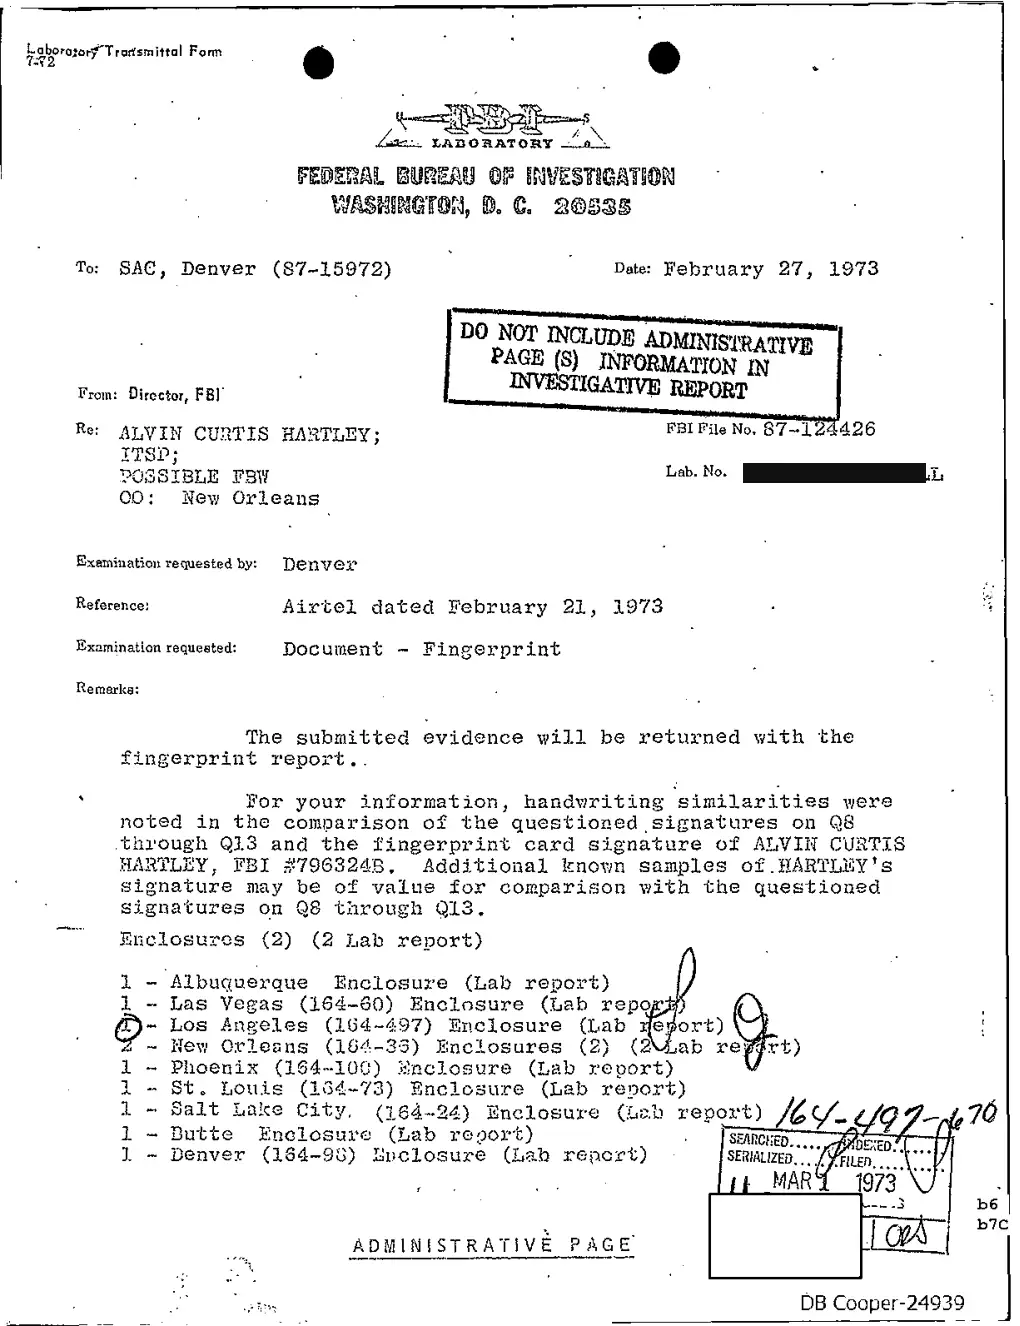 Laboratory Transmittal Form
7-72
FBI
LABORATORY
FEDERAL BUREAU OF INVESTIGATION
WASHINGTON, D. C. 20535
To: SAC, Denver (87-15972)
Date: February 27, 1973
DO NOT INCLUDE ADMINISTRATIVE
PAGE (S) INFORMATION IN
INVESTIGATIVE REPORT
From: Director, FBI
Re: ALVIN CURTIS HARTLEY;
FBI File No. 87-124426
ITSP;
POSSIBLE FBW
Lab. No.
OO: New Orleans
Examination requested by: Denver
Reference: Airtel dated February 21, 1973
Examination requested: Document - Fingerprint
Remarks:
The submitted evidence will be returned with the
fingerprint report.
For your information, handwriting similarities were
noted in the comparison of the questioned signatures on Q8
through Q13 and the fingerprint card signature of ALVIN CURTIS
HARTLEY, FBI #796324B. Additional known samples of HARTLEY's
signature may be of value for comparison with the questioned
signatures on Q8 through Q13.
Enclosures (2) (2 Lab report)
1 - Albuquerque Enclosure (Lab report)
1 - Las Vegas (164-60) Enclosure (Lab report)
1 - Los Angeles (164-497) Enclosure (Lab report)
2 - New Orleans (164-36) Enclosures (2) (2 Lab report)
1 - Phoenix (164-100) Enclosure (Lab report)
1 - St. Louis (164-73) Enclosure (Lab report)
1 - Salt Lake City, (164-24) Enclosure (Lab report)
164-497-670
1 - Butte Enclosure (Lab report)
1 - Denver (164-98) Enclosure (Lab report)
SEARCHED.....INDEXED.....
SERIALIZED.....FILED.....
MAR 1 1973
b6
b7C
ADMINISTRATIVE PAGE
DB Cooper-24939